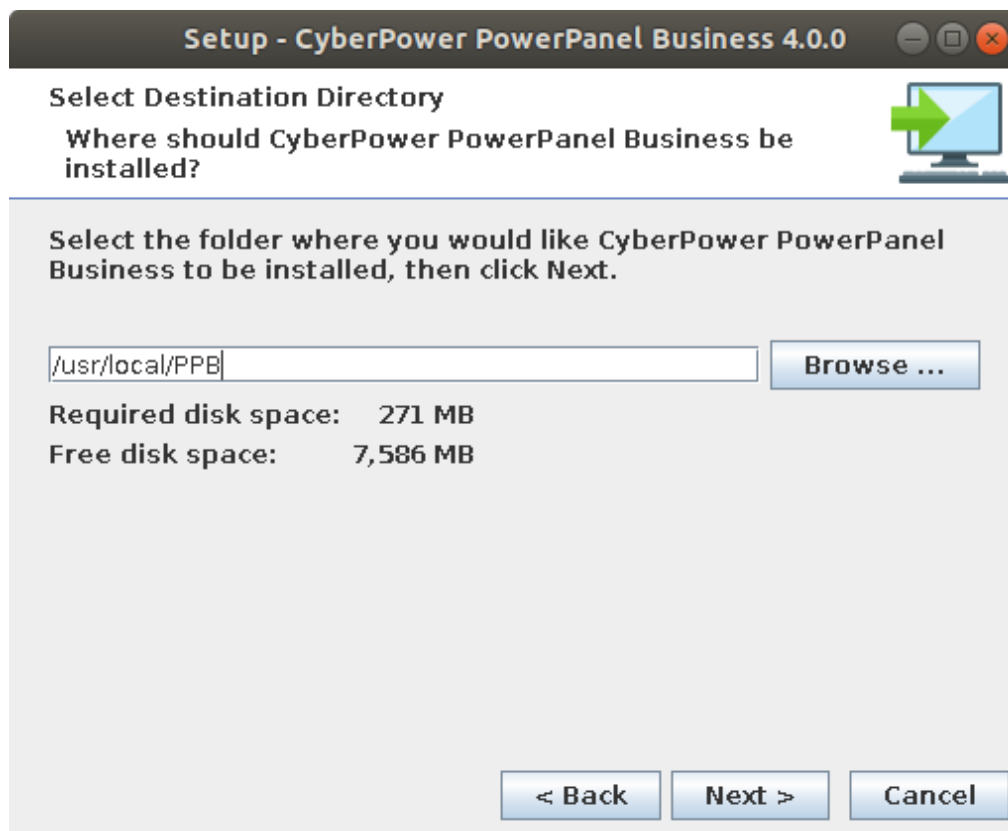 Setup - CyberPower PowerPanel Business 4.0.0
Select Destination Directory
Where should CyberPower PowerPanel Business be
installed?
Select the folder where you would like CyberPower PowerPanel
Business to be installed, then click Next.
/usr/local/PPB
Browse ...
Required disk space: 271 MB
Free disk space: 7,586 MB
< Back
Next >
Cancel